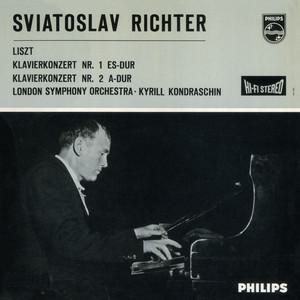 SVIATOSLAV RICHTER
PHILIPS
LISZT
KLAVIERKONZERT NR. 1 ES-DUR
KLAVIERKONZERT NR. 2 A-DUR
LONDON SYMPHONY ORCHESTRA · KYRILL KONDRASCHIN
HI-FI STEREO
PHILIPS